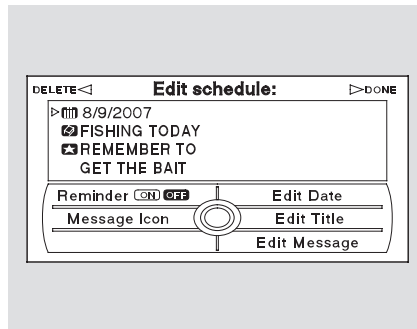 DELETE Edit schedule: DONE
8/9/2007
FISHING TODAY
REMEMBER TO
GET THE BAIT
Reminder ON OFF Edit Date
Message Icon Edit Title
Edit Message